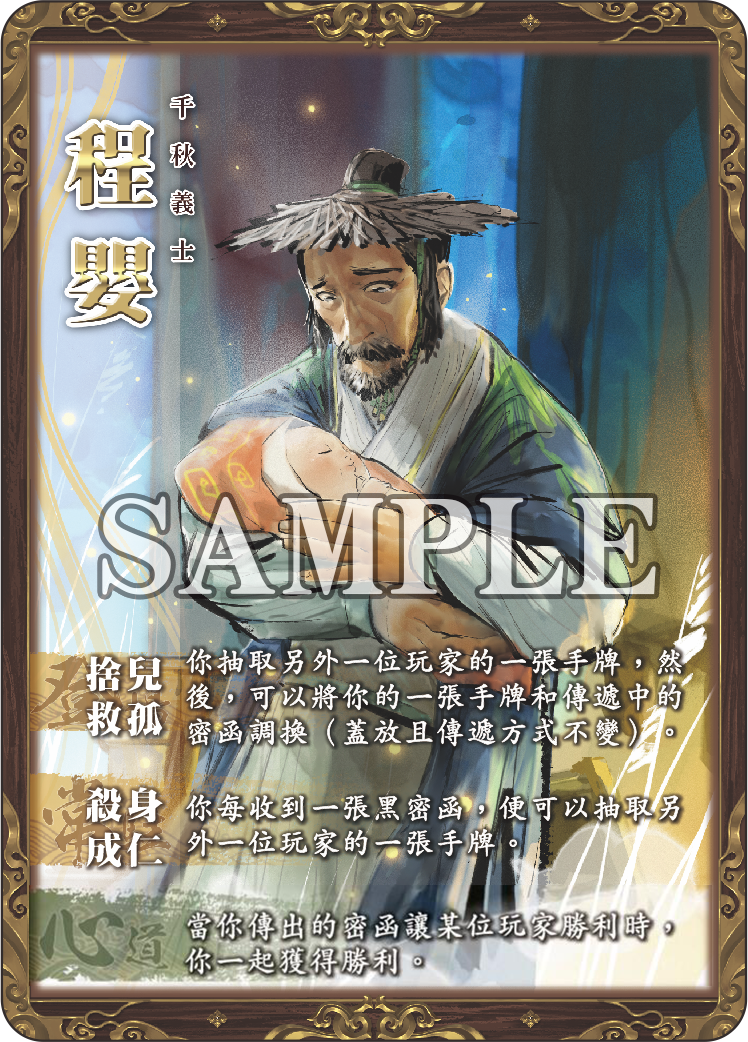 千秋義士
程嬰
SAMPLE
捨兒
救孤
你抽取另外一位玩家的一張手牌，然
後，可以將你的一張手牌和傳遞中的
密函調換（蓋放且傳遞方式不變）。
殺身
成仁
你每收到一張黑密函，便可以抽取另
外一位玩家的一張手牌。
心道
當你傳出的密函讓某位玩家勝利時，
你一起獲得勝利。